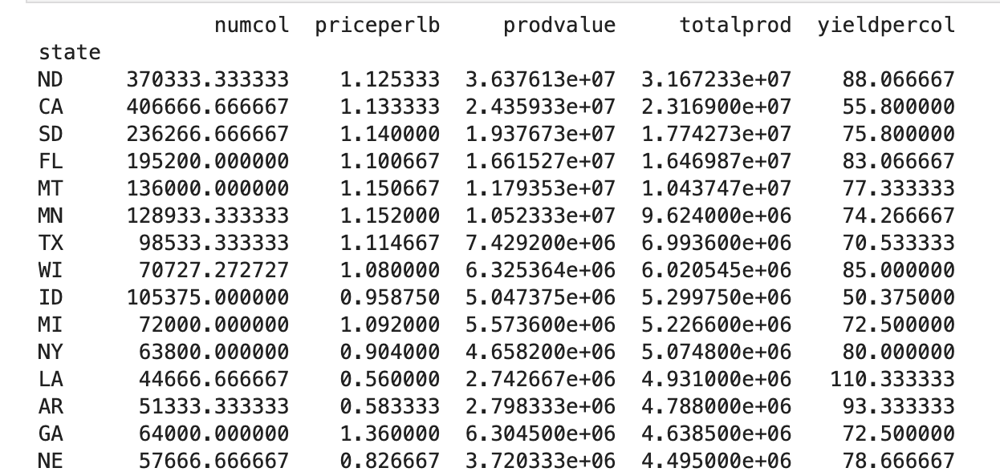 numcol priceperlb prodvalue totalprod yieldpercol
state
ND 370333.333333 1.125333 3.637613e+07 3.167233e+07 88.066667
CA 406666.666667 1.133333 2.435933e+07 2.316900e+07 55.800000
SD 236266.666667 1.140000 1.937673e+07 1.774273e+07 75.800000
FL 195200.000000 1.100667 1.661527e+07 1.646987e+07 83.066667
MT 136000.000000 1.150667 1.179353e+07 1.043747e+07 77.333333
MN 128933.333333 1.152000 1.052333e+07 9.624000e+06 74.266667
TX 98533.333333 1.114667 7.429200e+06 6.993600e+06 70.533333
WI 70727.272727 1.080000 6.325364e+06 6.020545e+06 85.000000
ID 105375.000000 0.958750 5.047375e+06 5.299750e+06 50.375000
MI 72000.000000 1.092000 5.573600e+06 5.226600e+06 72.500000
NY 63800.000000 0.904000 4.658200e+06 5.074800e+06 80.000000
LA 44666.666667 0.560000 2.742667e+06 4.931000e+06 110.333333
AR 51333.333333 0.583333 2.798333e+06 4.788000e+06 93.333333
GA 64000.000000 1.360000 6.304500e+06 4.638500e+06 72.500000
NE 57666.666667 0.826667 3.720333e+06 4.495000e+06 78.666667